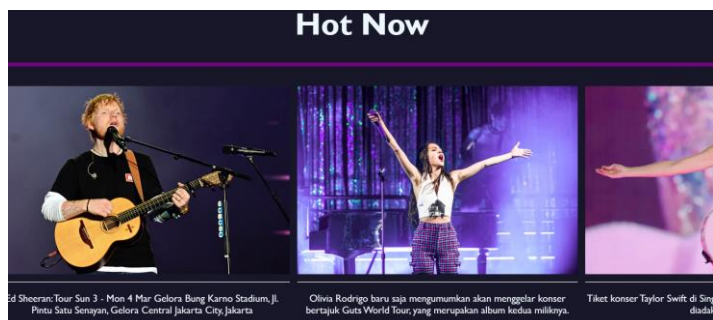 Hot Now
Ed Sheeran: Tour Sun 3 - Mon 4 Mar Gelora Bung Karno Stadium, Jl.
Pintu Satu Senayan, Gelora Central Jakarta City, Jakarta
Olivia Rodrigo baru saja mengumumkan akan menggelar konser
bertajuk Guts World Tour, yang merupakan album kedua miliknya.
Tiket konser Taylor Swift di